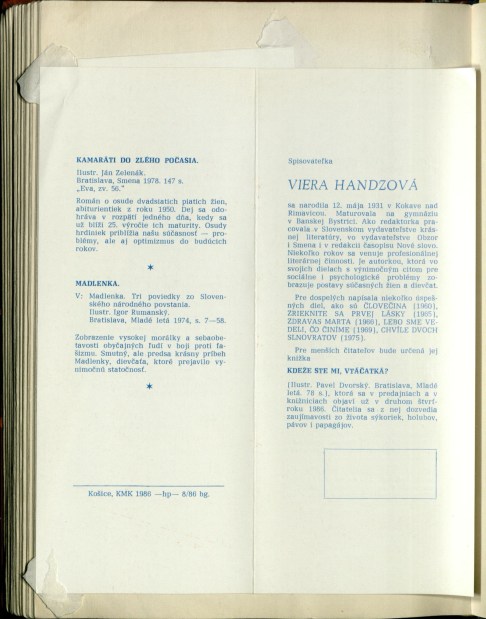 KAMARÁTI DO ZLÉHO POČASIA.
Ilustr. Ján Zelenák.
Bratislava, Smena 1978. 147 s.
„Eva, zv. 56."
Román o osude dvadsiatich piatich žien,
abiturientiek z roku 1950. Dej sa odo-
hráva v rozpätí jedného dňa, kedy sa
už blíži 25. výročie ich maturity. Osudy
hrdiniek priblížia našu súčasnosť — pro-
blémy, ale aj optimizmus do budúcich
rokov.
*
MADLENKA.
V: Madlenka. Tri poviedky zo Sloven-
ského národného povstania.
Ilustr. Igor Rumanský.
Bratislava, Mladé letá 1974, s. 7—58.
Zobrazenie vysokej morálky a sebaobe-
tavosti obyčajných ľudí v boji proti fa-
šizmu. Smutný, ale predsa krásny príbeh
Madlenky, dievčaťa, ktoré prejavilo vý-
nimočnú statočnosť.
*
Košice, KMK 1986 —bp— 8/86 bg.
Spisovateľka
VIERA HANDZOVÁ
sa narodila 12. mája 1931 v Kokave nad
Rimavicou. Maturovala na gymnáziu
v Banskej Bystrici. Ako redaktorka pra-
covala v Slovenskom vydavateľstve krás-
nej literatúry, vo vydavateľstve Obzor
i Smena i v redakcii časopisu Nové slovo.
Niekoľko rokov sa venuje profesionálnej
literárnej činnosti. Je autorkou, ktorá vo
svojich dielach s výnimočným citom pre
sociálne i psychologické problémy zo-
brazuje postavy súčasných žien a dievčat.
Pre dospelých napísala niekoľko úspeš-
ných diel, ako sú ČLOVEČINA (1960),
ZRIEKNITE SA PRVEJ LÁSKY (1965),
ZDRAVAS MARTA (1966), LEBO SME VE-
DELI, ČO ČINÍME (1969), CHVÍLE DVOCH
SLNOVRATOV (1975).
Pre menších čitateľov bude určená jej
knižka
KDEŽE STE MI, VTÁČATKÁ?
(Ilustr. Pavel Dvorský. Bratislava, Mladé
letá. 78 s.), ktorá sa v predajniach a v
knižniciach objaví už v druhom štvrť-
roku 1986. Čitatelia sa z nej dozvedia
zaujímavosti zo života sýkoriek, holubov,
pávov i papagájov.